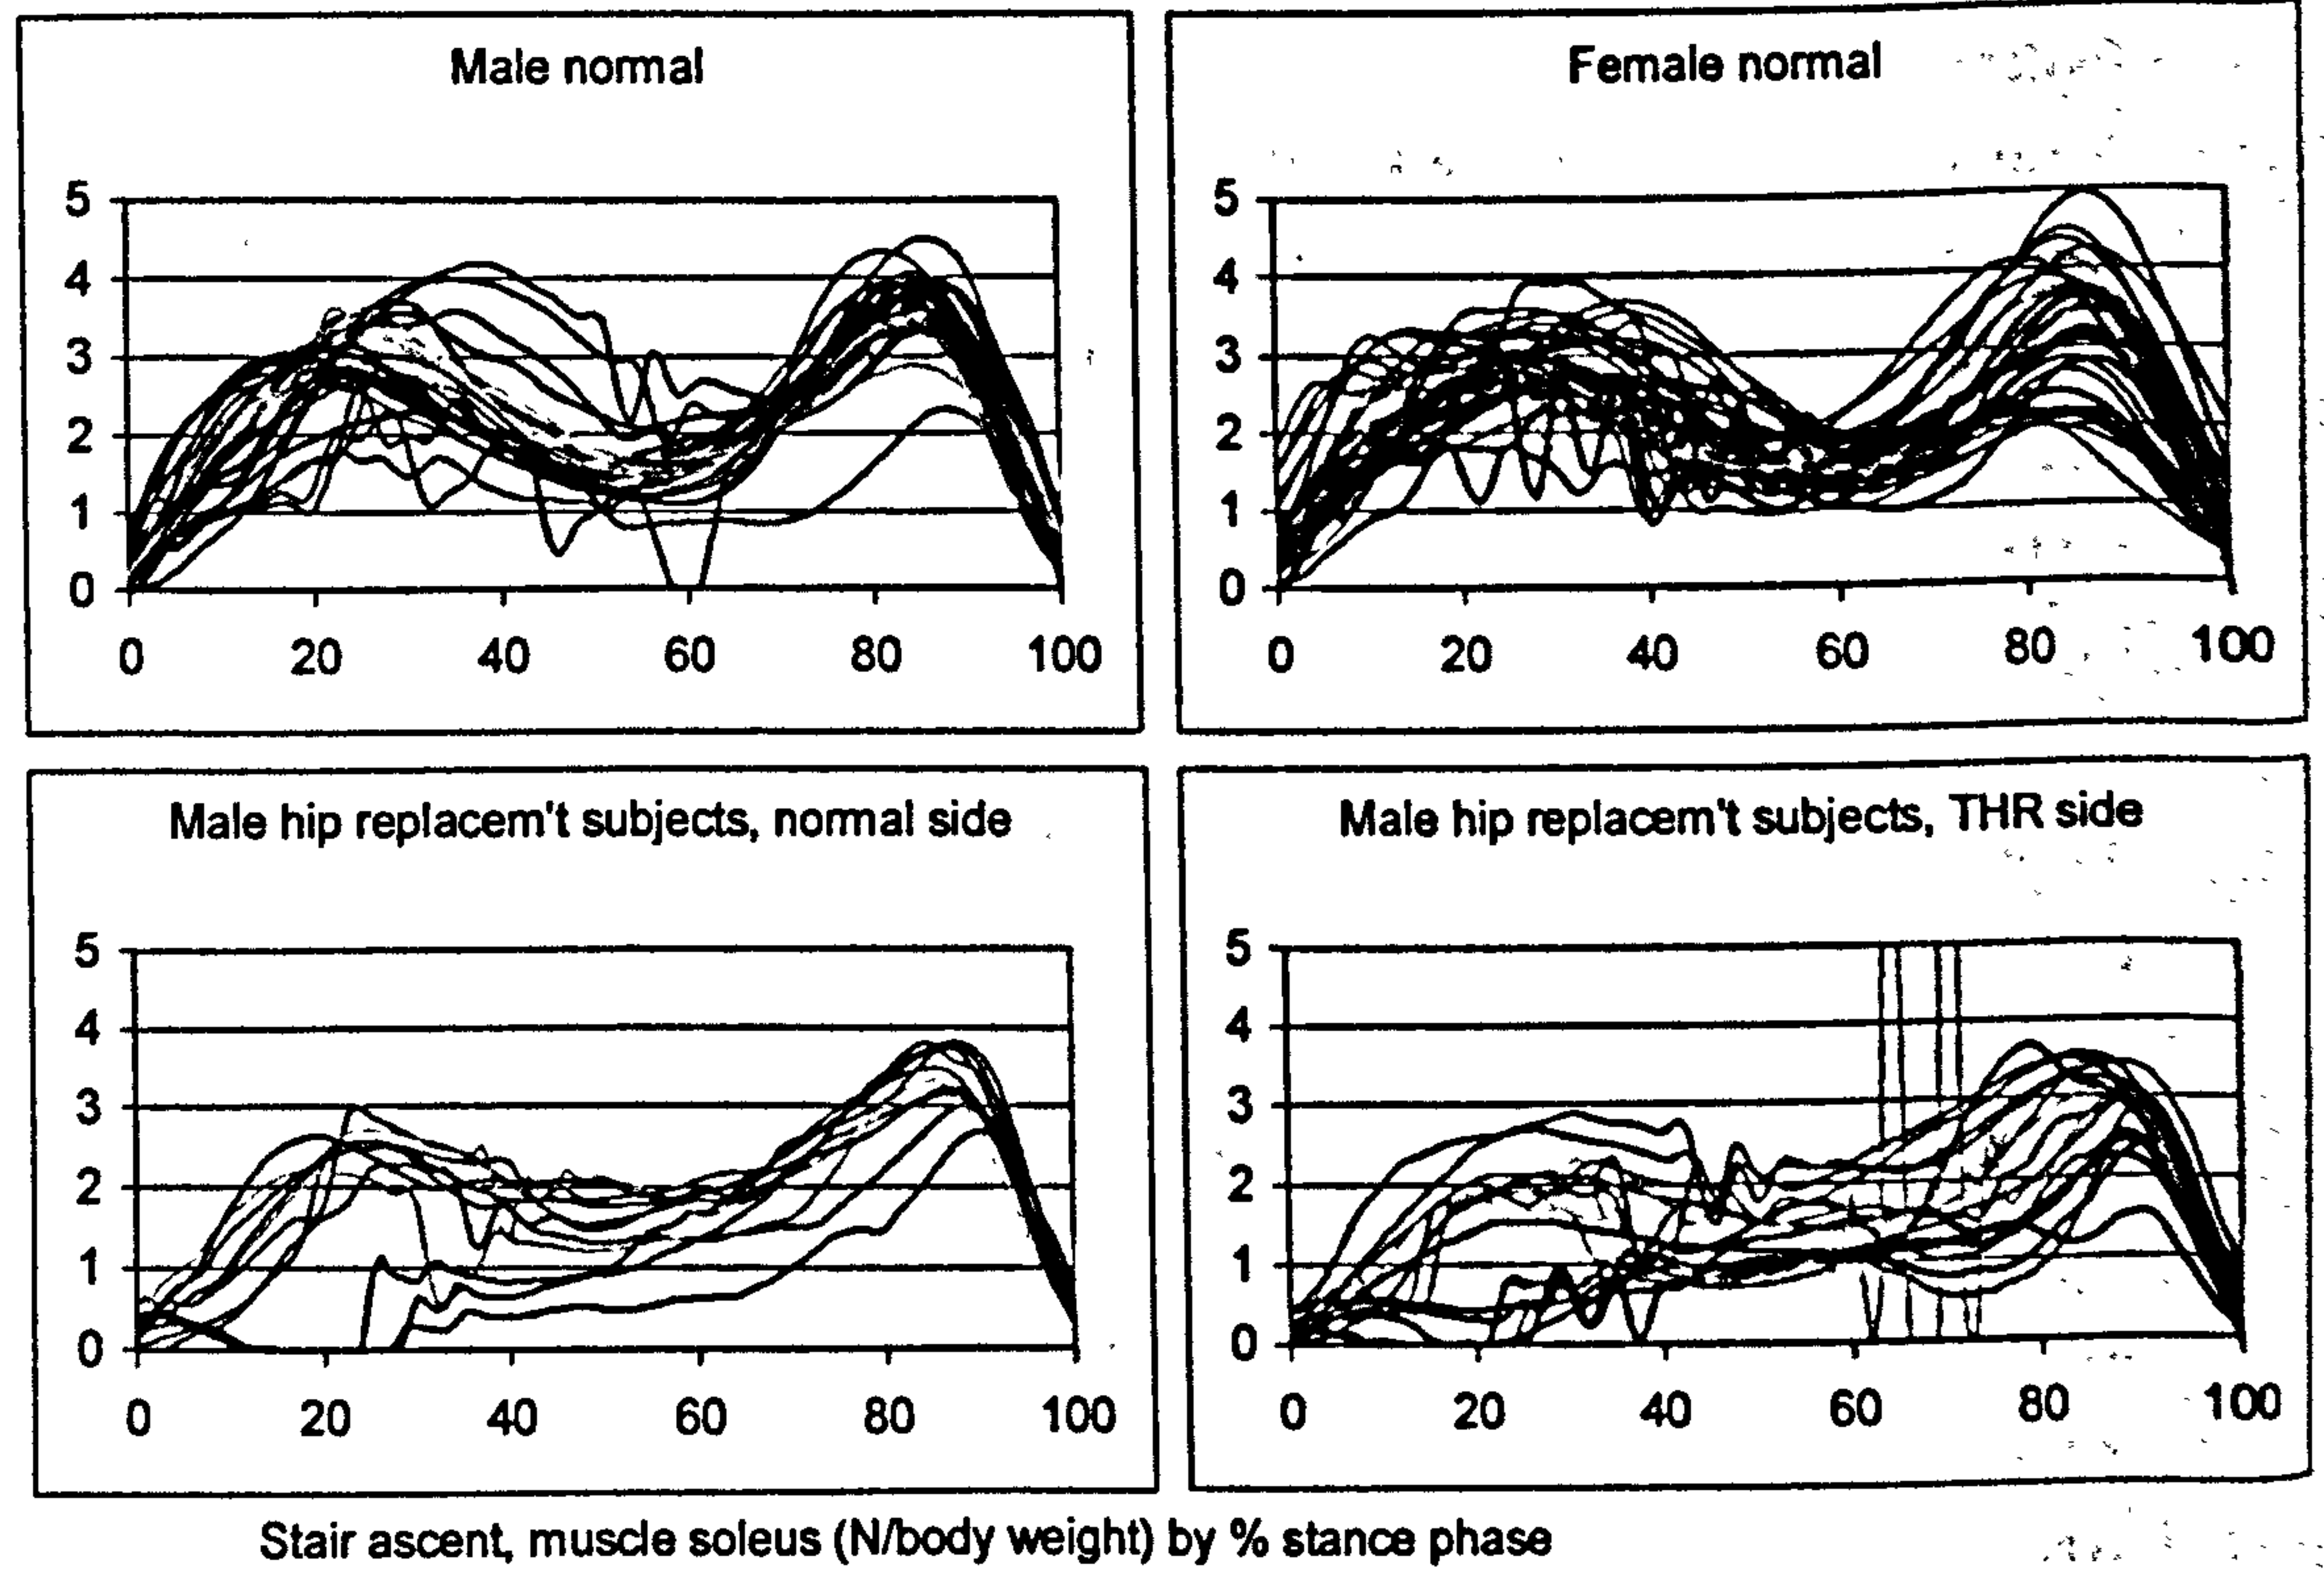 Male normal
5
4
3
2
1
0
0 20 40 60 80 100
Female normal
5
4
3
2
1
0
0 20 40 60 80 100
Male hip replacem't subjects, normal side
5
4
3
2
1
0
0 20 40 60 80 100
Male hip replacem't subjects, THR side
5
4
3
2
1
0
0 20 40 60 80 100
Stair ascent, muscle soleus (N/body weight) by % stance phase